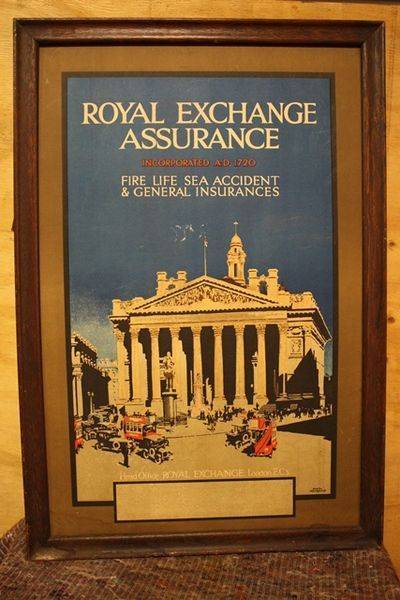 ROYAL EXCHANGE
ASSURANCE
INCORPORATED A·D·1720
FIRE LIFE SEA ACCIDENT
& GENERAL INSURANCES
Head Office ROYAL EXCHANGE London E.C.3